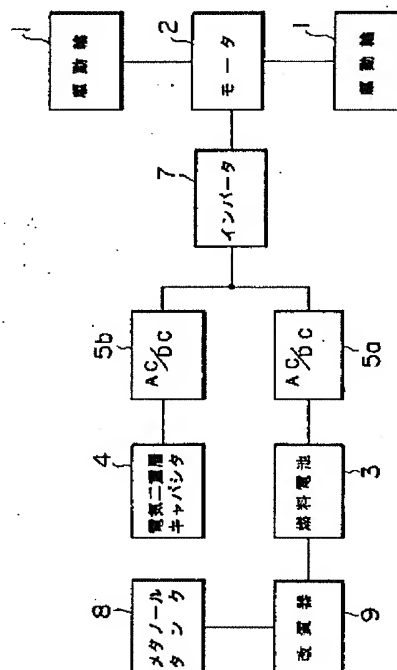 1
駆動輪
2
モータ
1
駆動輪
7
インバータ
5b
AC/DC
5a
AC/DC
4
電気二重層
キャパシタ
3
燃料電池
8
メタノール
タンク
9
改質器